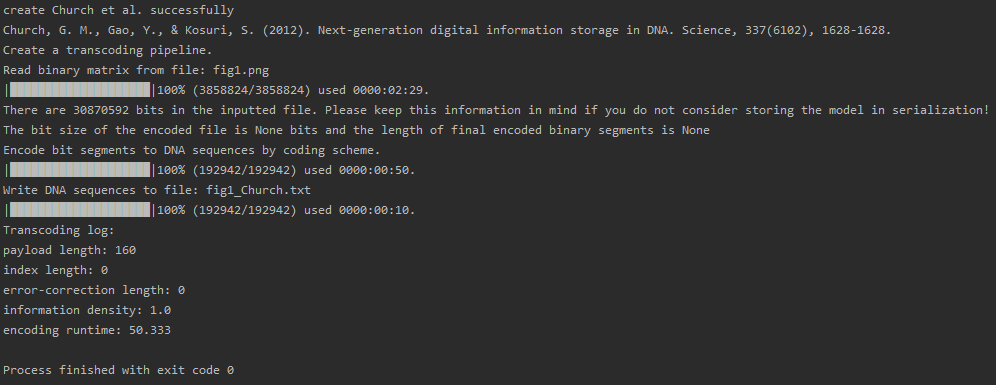 create Church et al. successfully
Church, G. M., Gao, Y., & Kosuri, S. (2012). Next-generation digital information storage in DNA. Science, 337(6102), 1628-1628.
Create a transcoding pipeline.
Read binary matrix from file: fig1.png
|████████████████████|100% (3858824/3858824) used 0000:02:29.
There are 30870592 bits in the inputted file. Please keep this information in mind if you do not consider storing the model in serialization!
The bit size of the encoded file is None bits and the length of final encoded binary segments is None
Encode bit segments to DNA sequences by coding scheme.
|████████████████████|100% (192942/192942) used 0000:00:50.
Write DNA sequences to file: fig1_Church.txt
|████████████████████|100% (192942/192942) used 0000:00:10.
Transcoding log:
payload length: 160
index length: 0
error-correction length: 0
information density: 1.0
encoding runtime: 50.333
Process finished with exit code 0